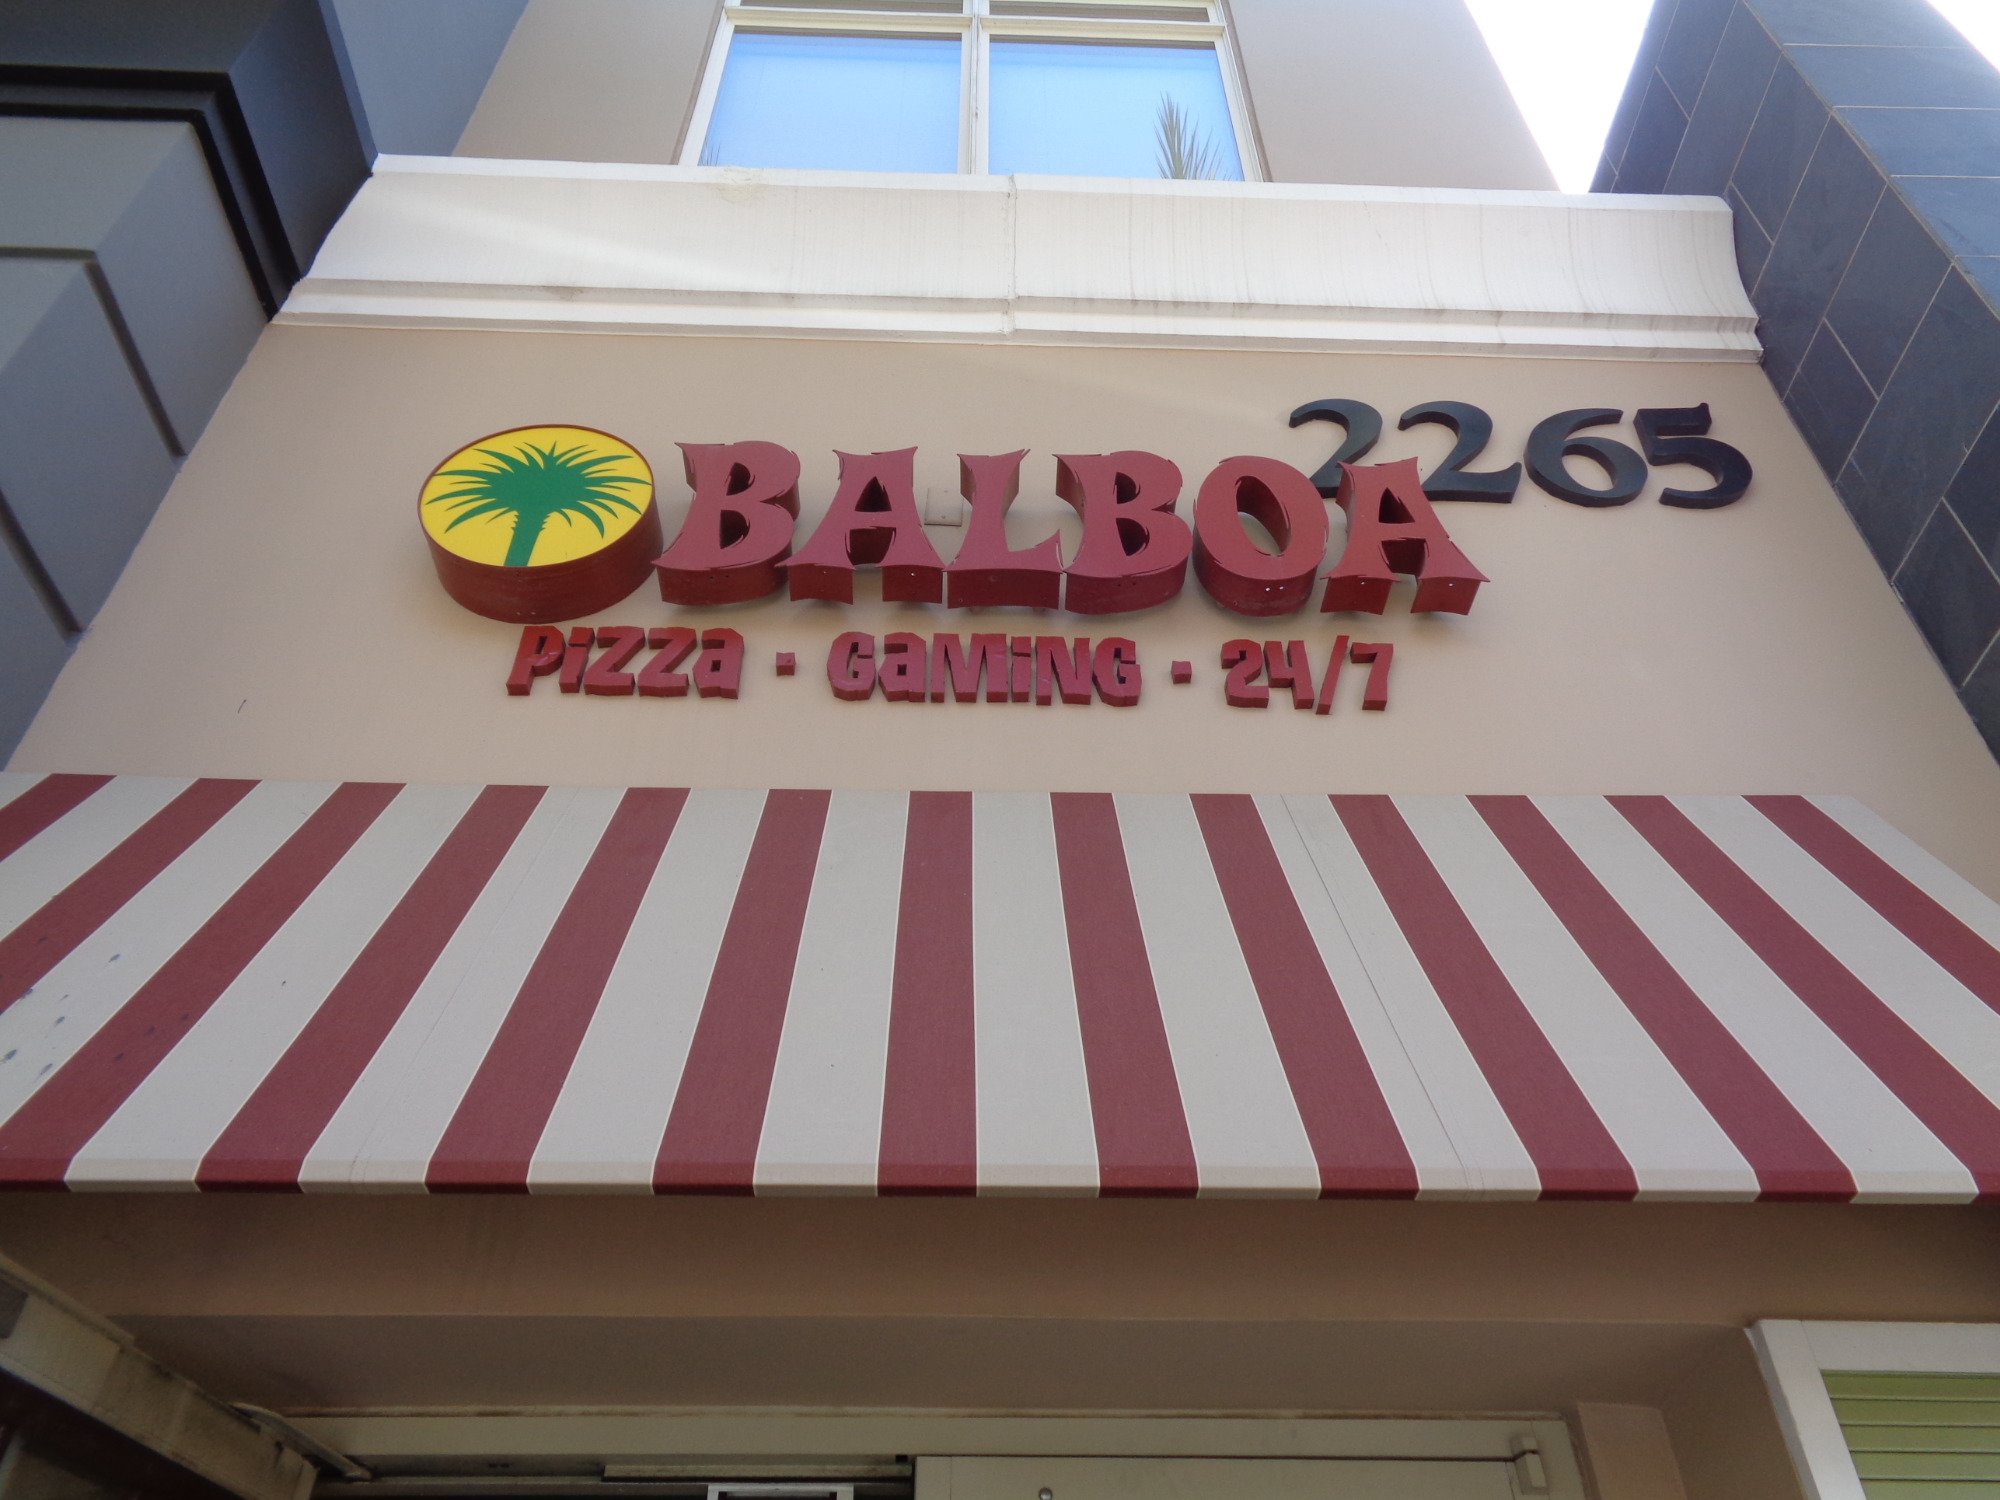 2265
BALBOA
PiZZa · GaMiNG · 24/7